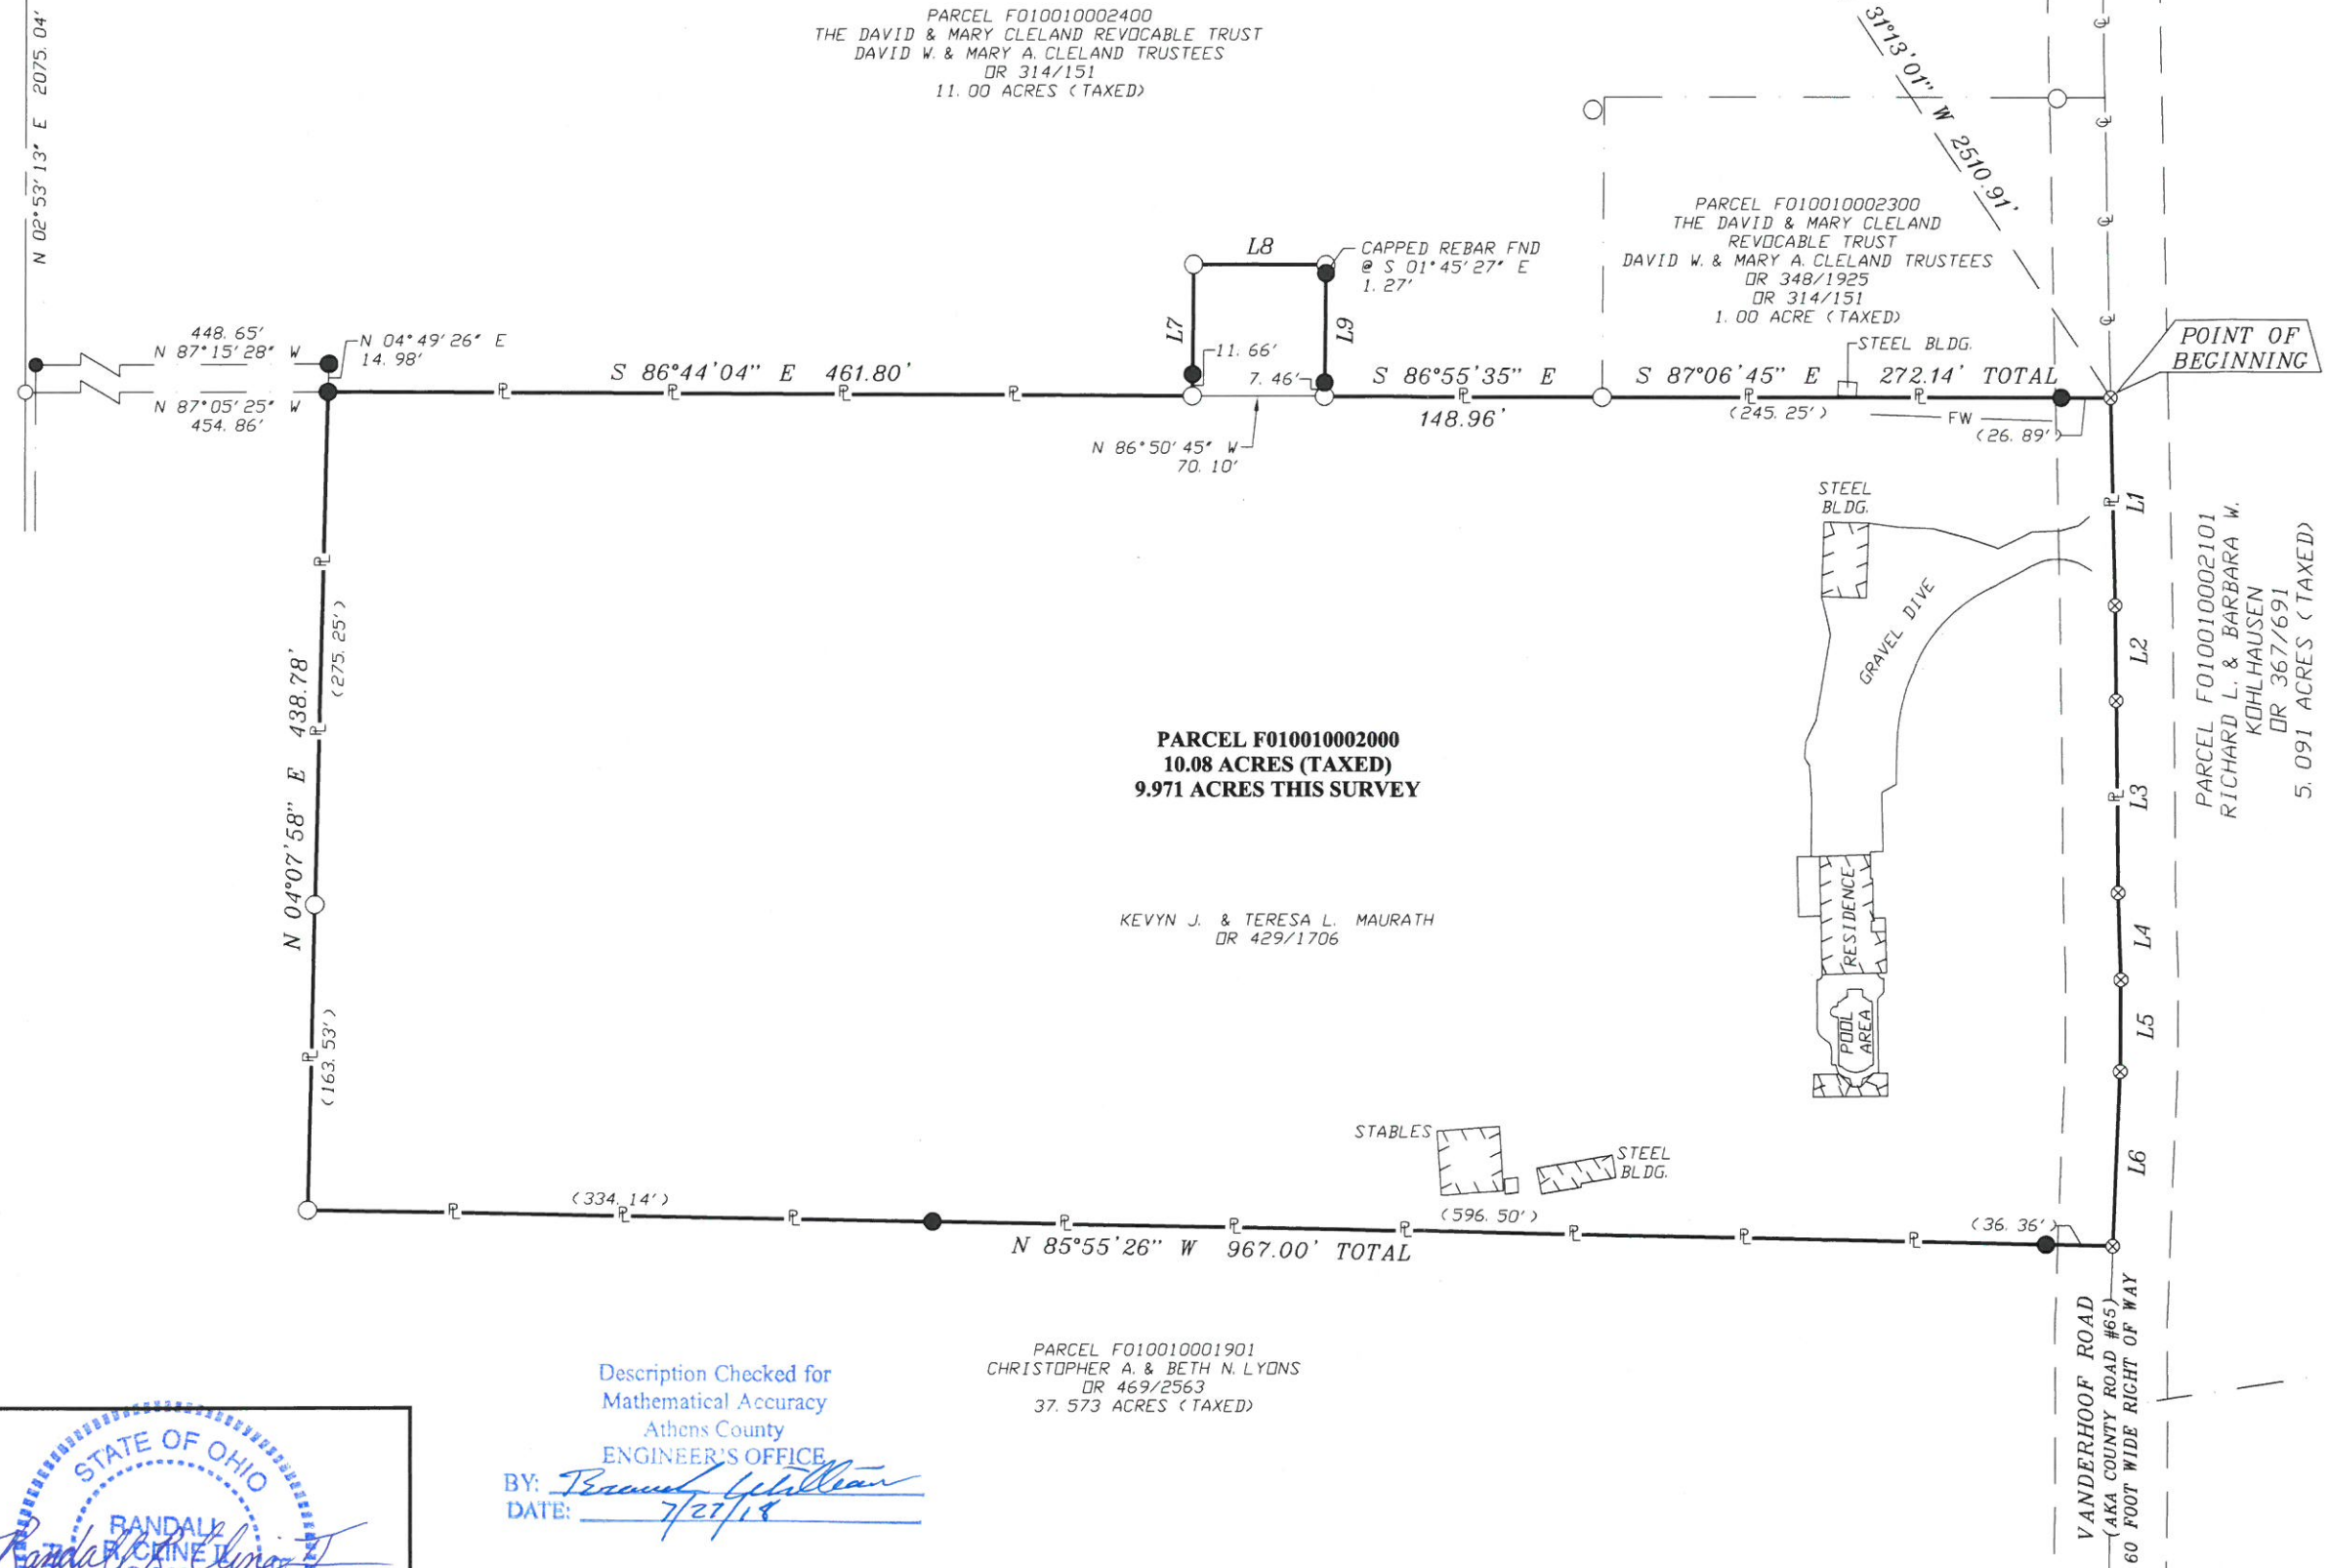 N 02°53'13" E 2075.04'
PARCEL F010010002400
THE DAVID & MARY CLELAND REVOCABLE TRUST
DAVID W. & MARY A. CLELAND TRUSTEES
OR 314/151
11.00 ACRES (TAXED)
31°13'01" W 2510.91'
PARCEL F010010002300
THE DAVID & MARY CLELAND
REVOCABLE TRUST
DAVID W. & MARY A. CLELAND TRUSTEES
OR 348/1925
OR 314/151
1.00 ACRE (TAXED)
STEEL BLDG.
POINT OF
BEGINNING
L8
CAPPED REBAR FND
@ S 01°45'27" E
1.27'
L7
L9
11.66'
7.46'
448.65'
N 87°15'28" W
N 04°49'26" E
14.98'
N 87°05'25" W
454.86'
S 86°44'04" E 461.80'
N 86°50'45" W
70.10'
S 86°55'35" E
148.96'
S 87°06'45" E 272.14' TOTAL
(245.25')
FW
(26.89')
STEEL
BLDG.
GRAVEL DIVE
L1
L2
L3
L4
L5
L6
PARCEL F010010002101
RICHARD L. & BARBARA W.
KOHLHAUSEN
OR 367/691
5.091 ACRES (TAXED)
N 04°07'58" E 438.78'
(275.25')
(163.53')
PARCEL F010010002000
10.08 ACRES (TAXED)
9.971 ACRES THIS SURVEY
KEVYN J. & TERESA L. MAURATH
OR 429/1706
RESIDENCE
POOL
AREA
STABLES
STEEL
BLDG.
(334.14')
(596.50')
(36.36')
N 85°55'26" W 967.00' TOTAL
PARCEL F010010001901
CHRISTOPHER A. & BETH N. LYONS
OR 469/2563
37.573 ACRES (TAXED)
VANDERHOOF ROAD
(AKA COUNTY ROAD #65)
60 FOOT WIDE RIGHT OF WAY
Description Checked for
Mathematical Accuracy
Athens County
ENGINEER'S OFFICE
BY:
DATE: 7/27/18
STATE OF OHIO
RANDALL
R. CLINE II